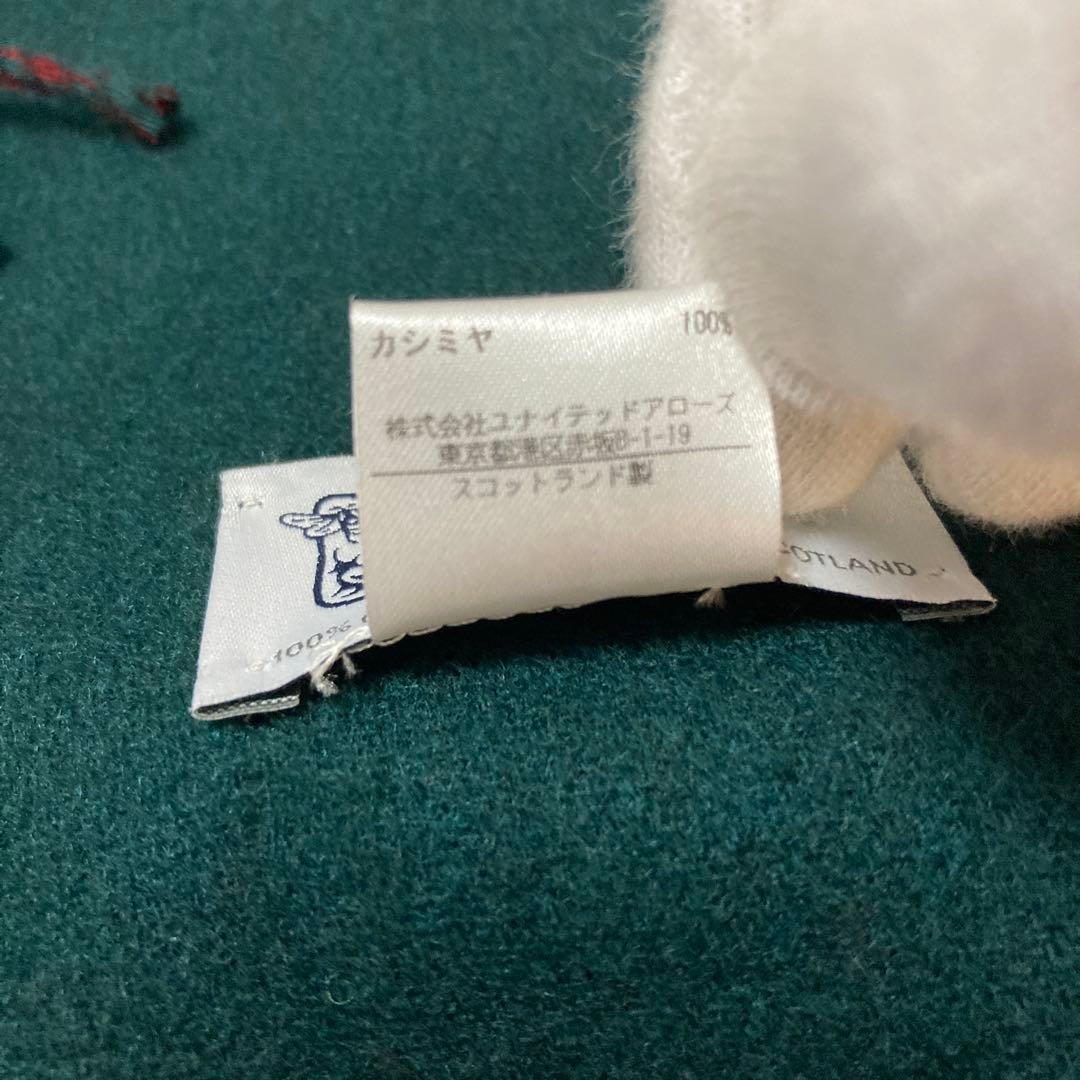 カシミヤ 100%
株式会社ユナイテッドアローズ
東京都港区赤坂8-1-19
スコットランド製
100%
COTLAND